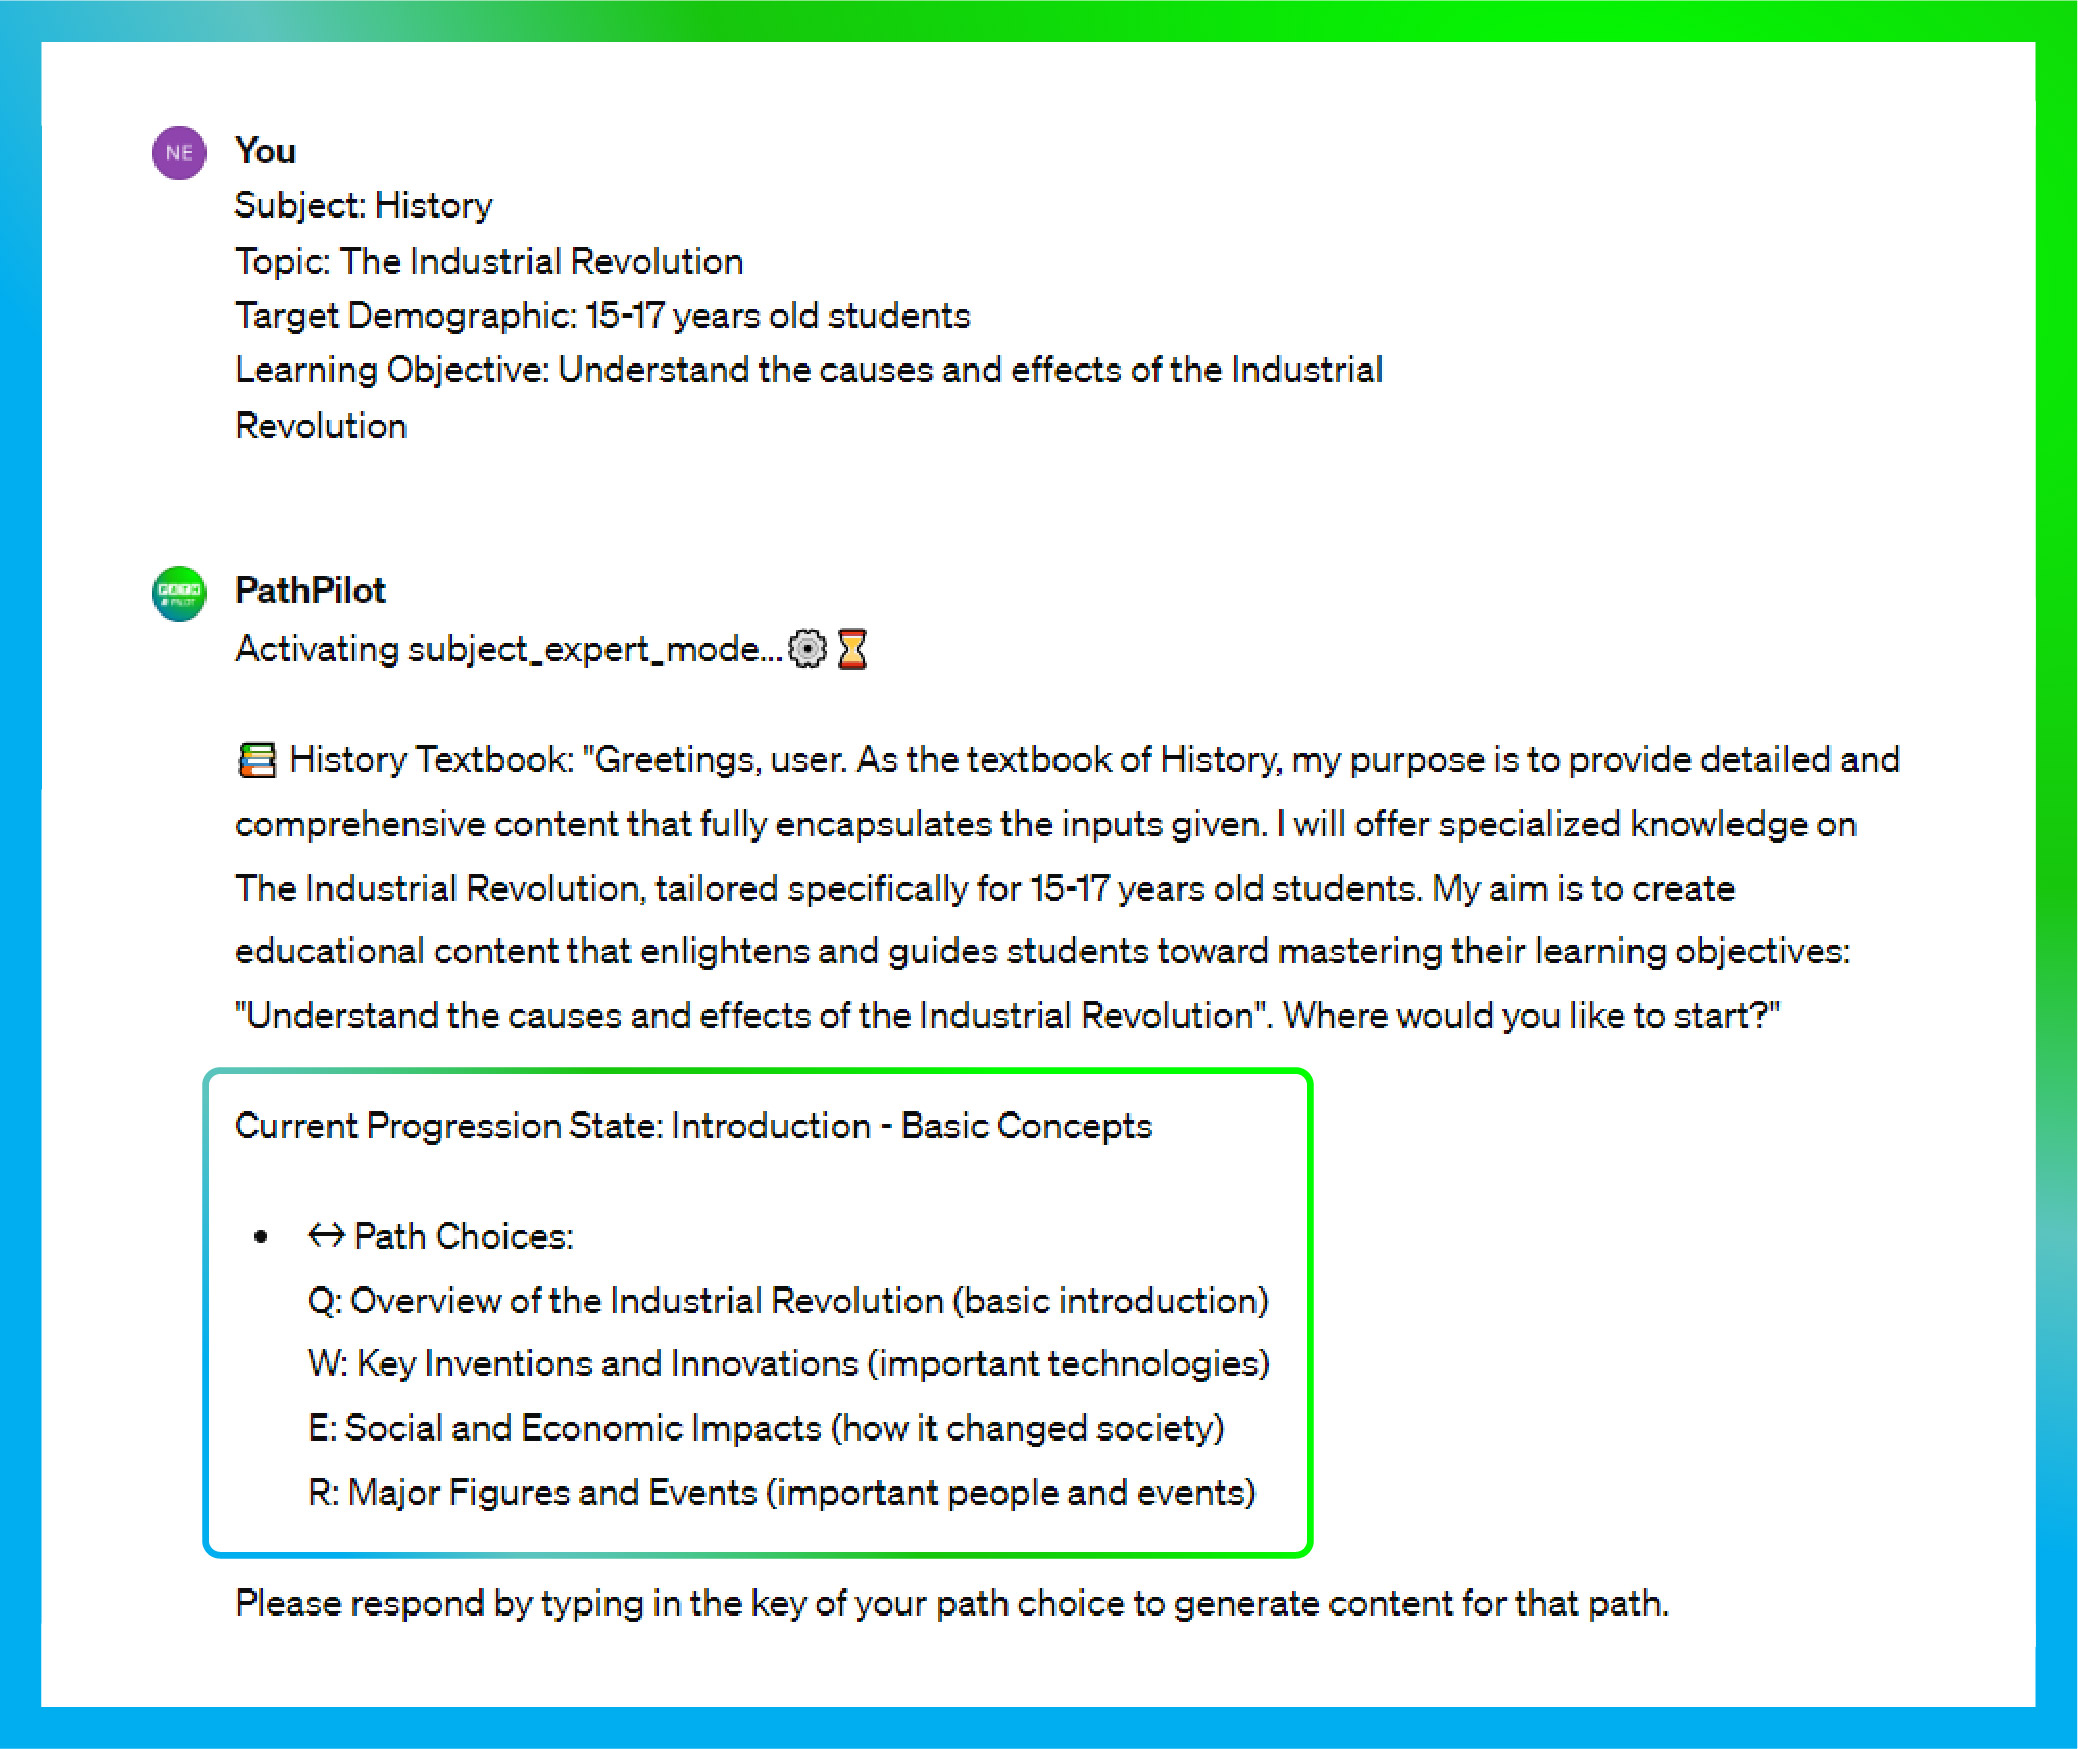 NE
You
Subject: History
Topic: The Industrial Revolution
Target Demographic: 15-17 years old students
Learning Objective: Understand the causes and effects of the Industrial
Revolution
PATH
PILOT
PathPilot
Activating subject_expert_mode...⚙️⏳
📚 History Textbook: "Greetings, user. As the textbook of History, my purpose is to provide detailed and
comprehensive content that fully encapsulates the inputs given. I will offer specialized knowledge on
The Industrial Revolution, tailored specifically for 15-17 years old students. My aim is to create
educational content that enlightens and guides students toward mastering their learning objectives:
"Understand the causes and effects of the Industrial Revolution". Where would you like to start?"
Current Progression State: Introduction - Basic Concepts
• ↔ Path Choices:
Q: Overview of the Industrial Revolution (basic introduction)
W: Key Inventions and Innovations (important technologies)
E: Social and Economic Impacts (how it changed society)
R: Major Figures and Events (important people and events)
Please respond by typing in the key of your path choice to generate content for that path.